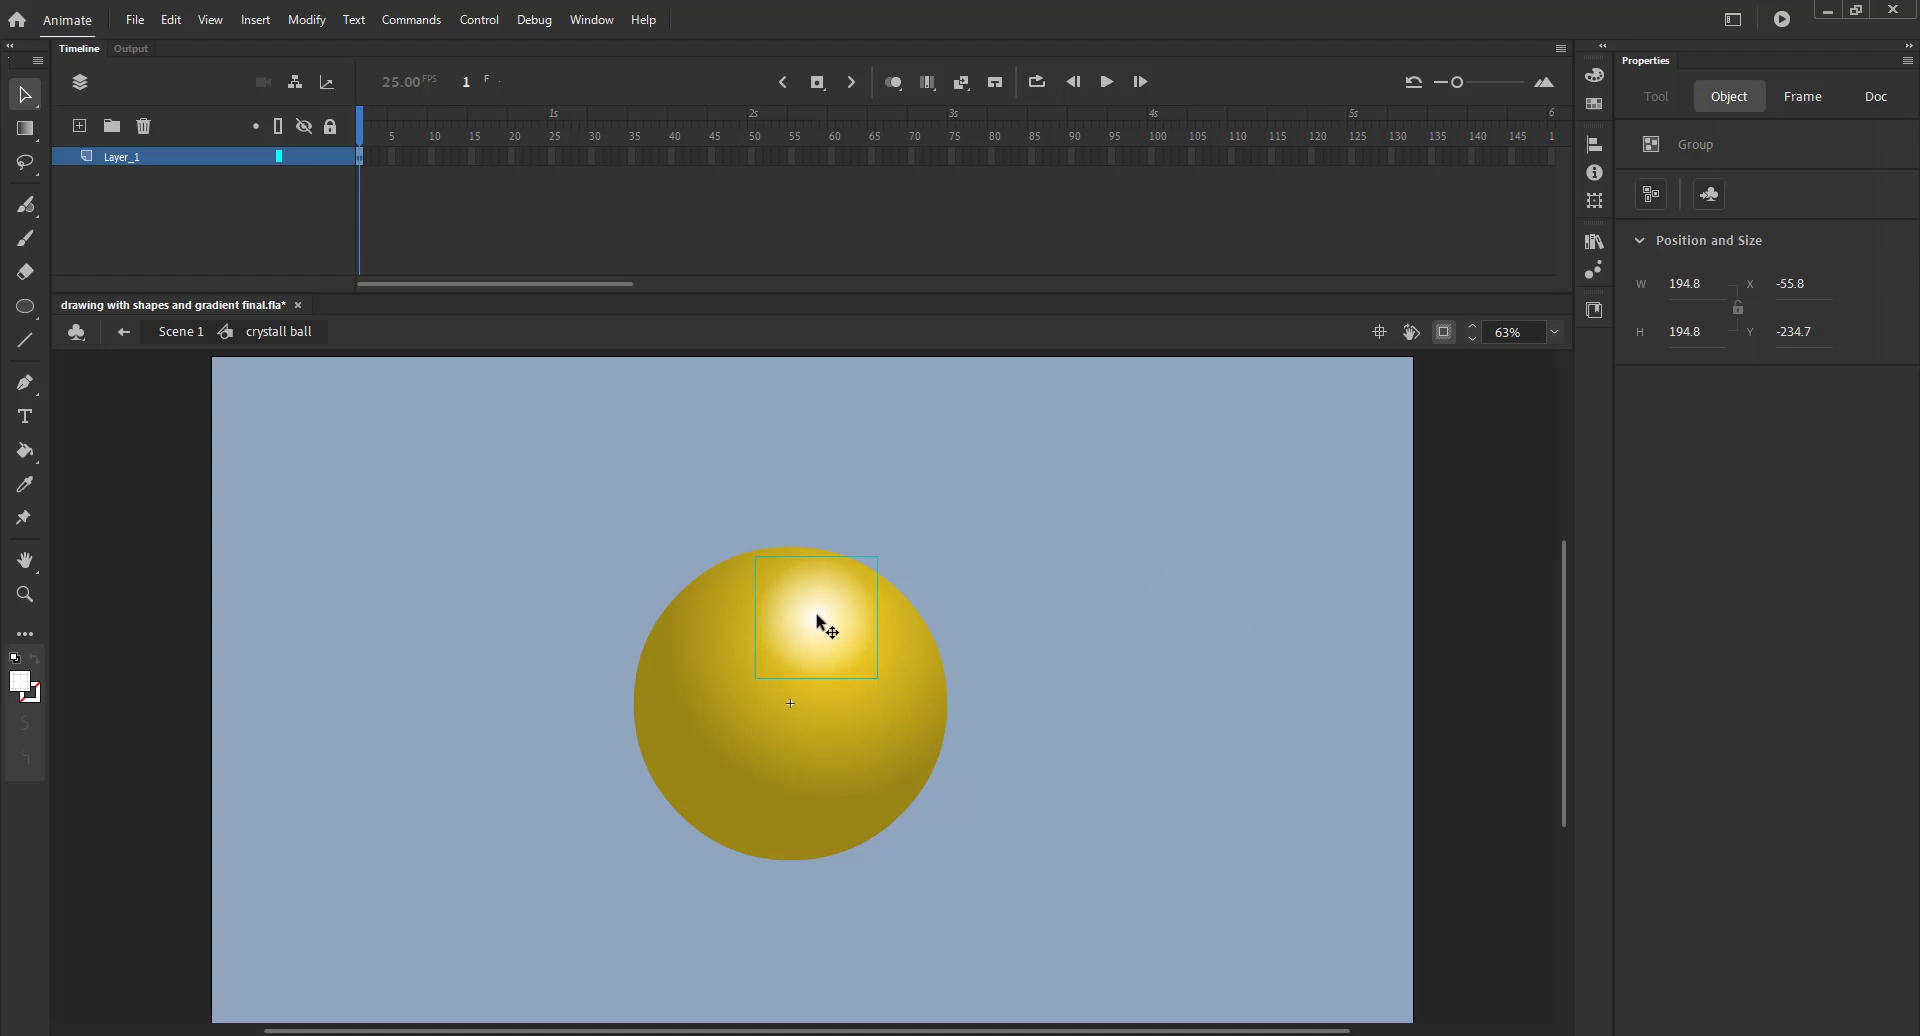 Animate File Edit View Insert Modify Text Commands Control Debug Window Help
Timeline Output
25.00 FPS 1 F
1s 2s 3s 4s 5s 6
5 10 15 20 25 30 35 40 45 50 55 60 65 70 75 80 85 90 95 100 105 110 115 120 125 130 135 140 145 1
Layer_1
drawing with shapes and gradient final.fla*
Scene 1 crystall ball 63%
Properties
Tool Object Frame Doc
Group
Position and Size
W 194.8 X -55.8
H 194.8 Y -234.7